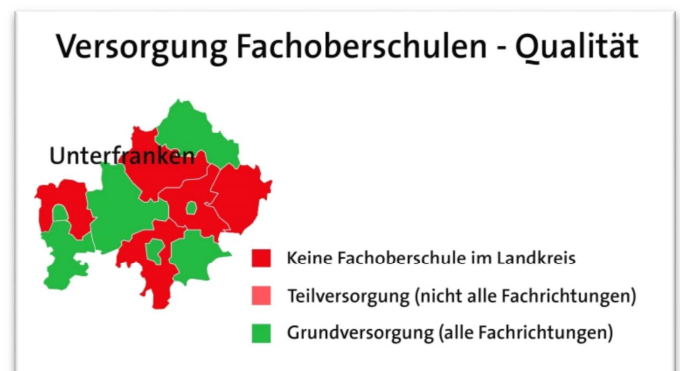 Versorgung Fachoberschulen - Qualität
Unterfranken
Keine Fachoberschule im Landkreis
Teilversorgung (nicht alle Fachrichtungen)
Grundversorgung (alle Fachrichtungen)